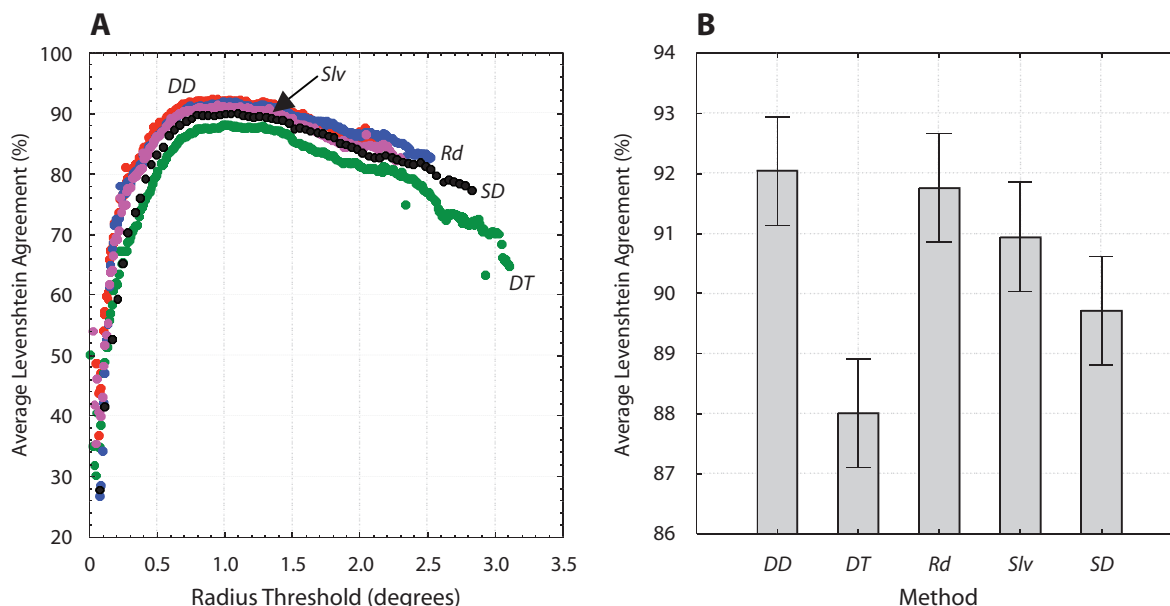 A
Average Levenshtein Agreement (%)
100
90
80
70
60
50
40
30
20
0
0.5
1.0
1.5
2.0
2.5
3.0
3.5
Radius Threshold (degrees)
DD
Slv
Rd
SD
DT
B
Average Levenshtein Agreement (%)
94
93
92
91
90
89
88
87
86
DD
DT
Rd
Slv
SD
Method